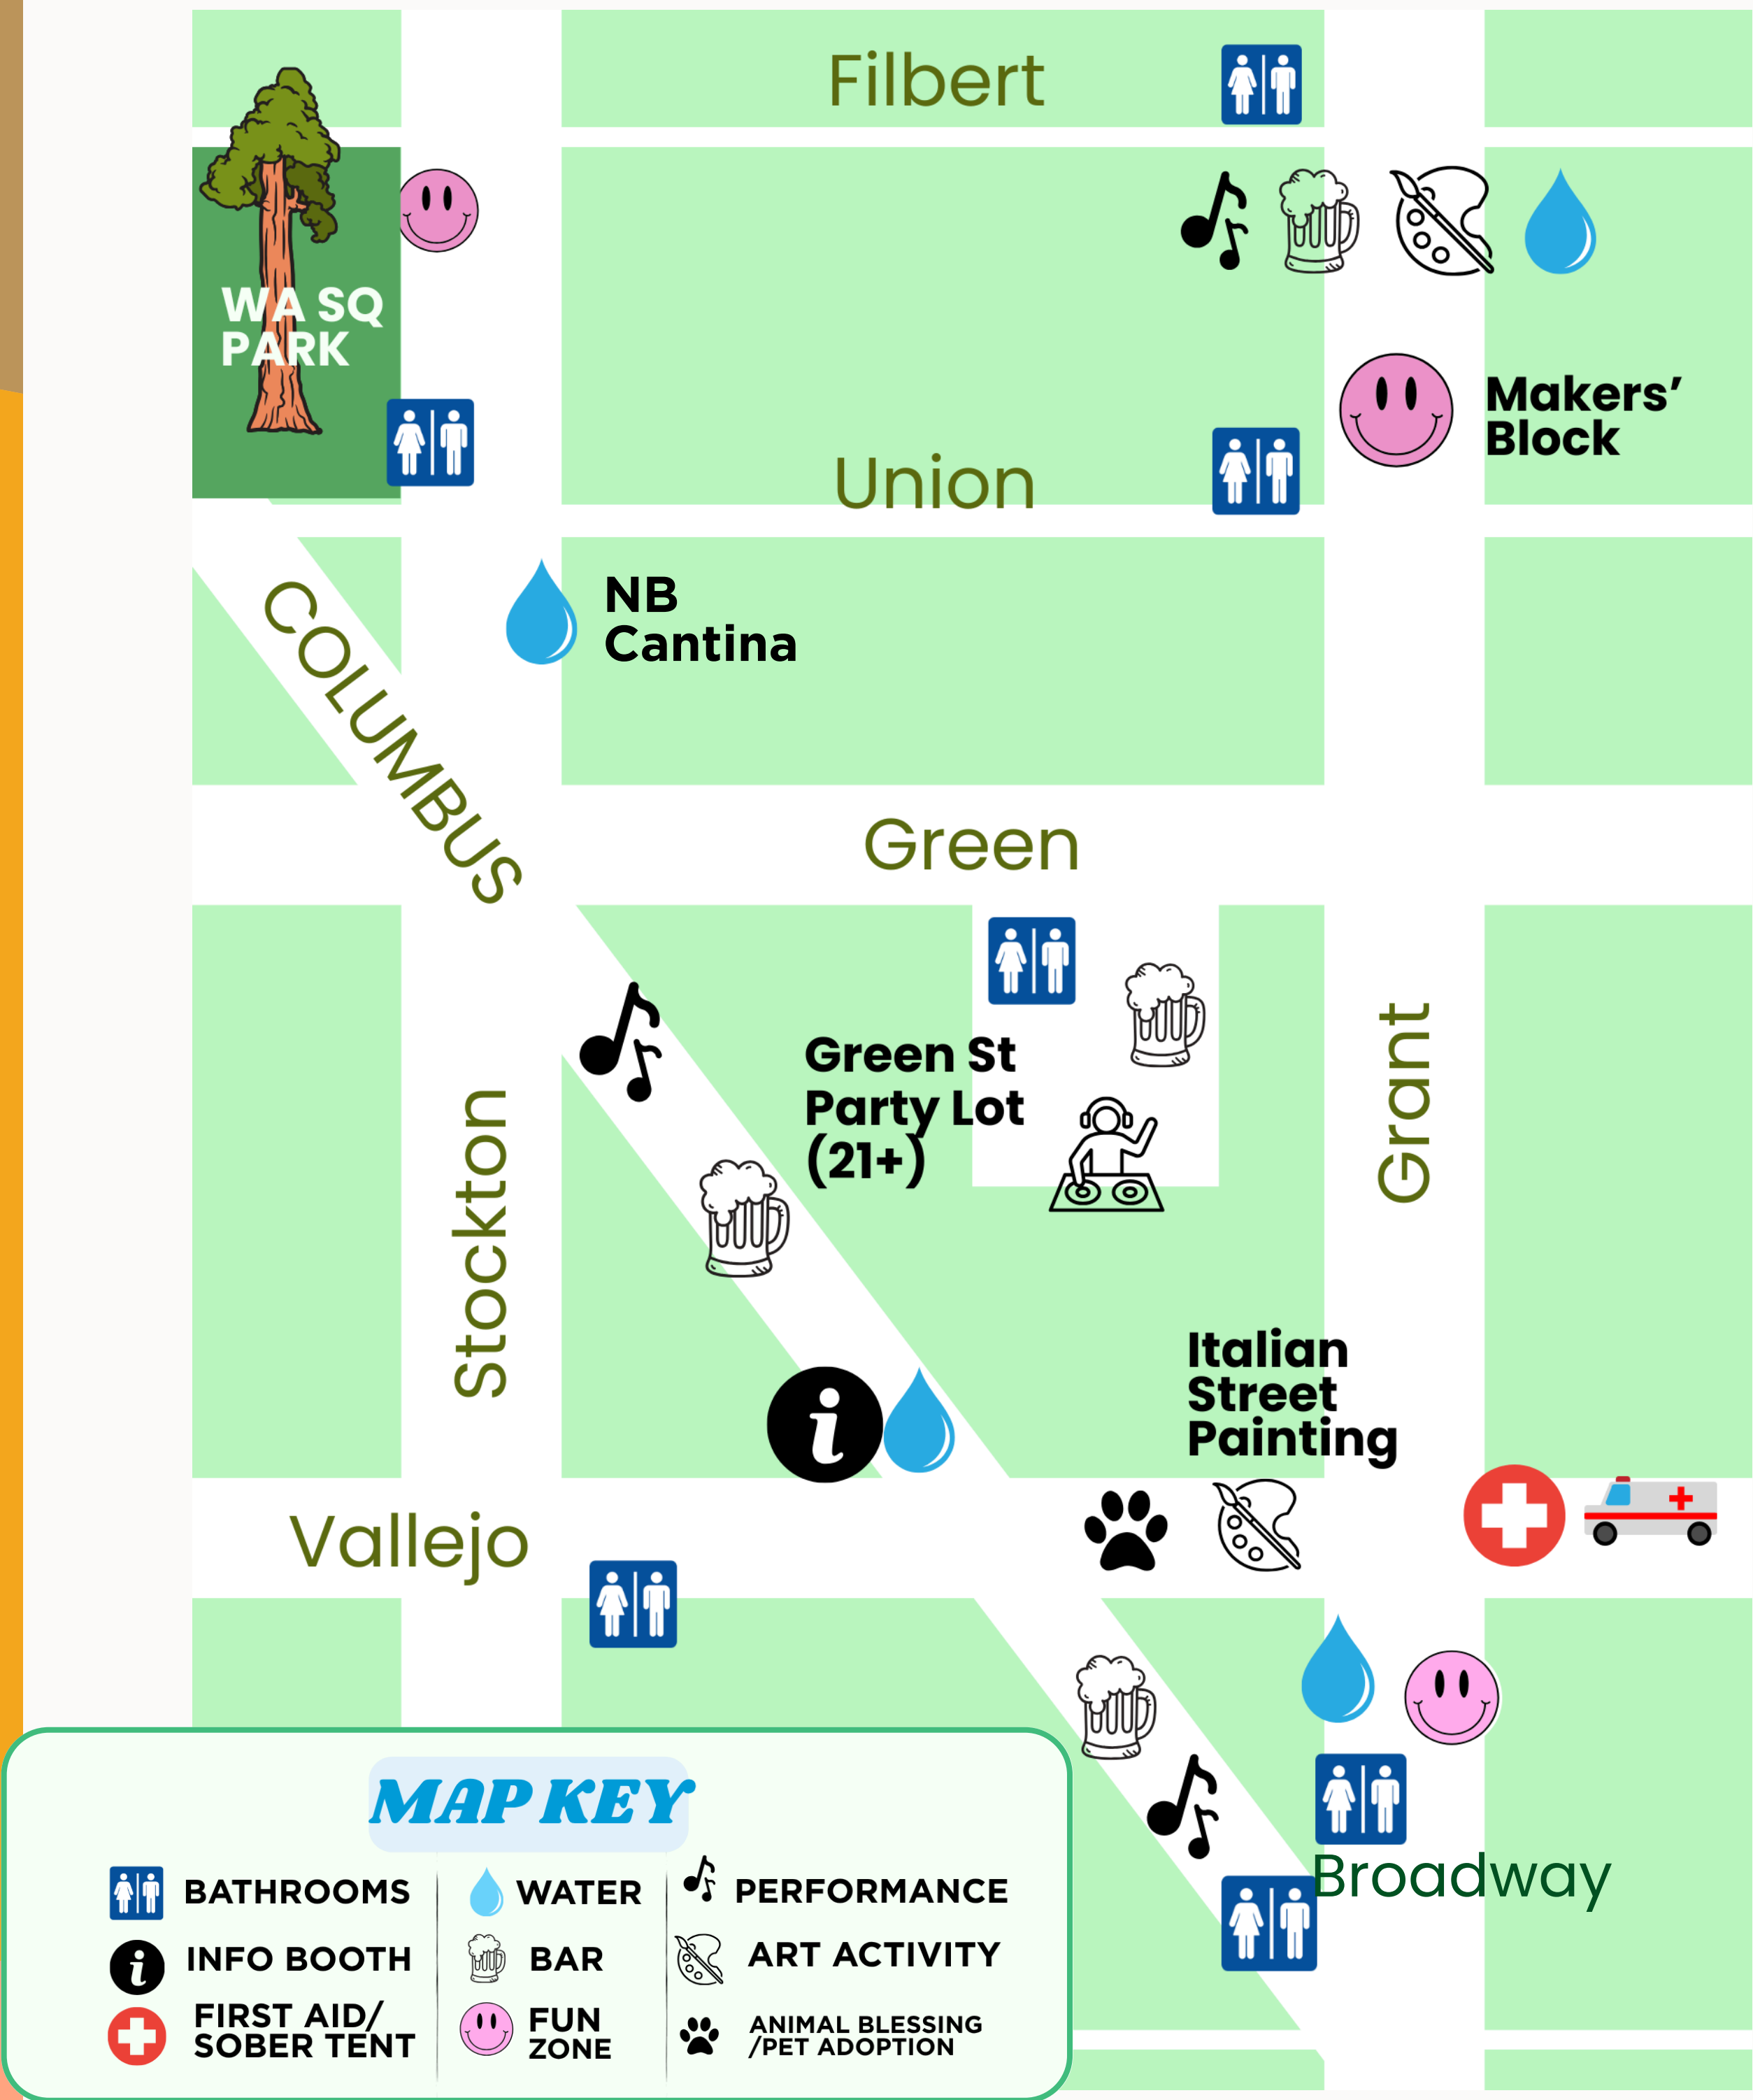 Filbert
WA SQ
PARK
Makers’
Block
Union
NB
Cantina
COLUMBUS
Green
Green St
Party Lot
(21+)
Grant
Stockton
Italian
Street
Painting
i
Vallejo
Broadway
MAP KEY
BATHROOMS
WATER
PERFORMANCE
i
INFO BOOTH
BAR
ART ACTIVITY
FIRST AID/
SOBER TENT
FUN
ZONE
ANIMAL BLESSING
/PET ADOPTION